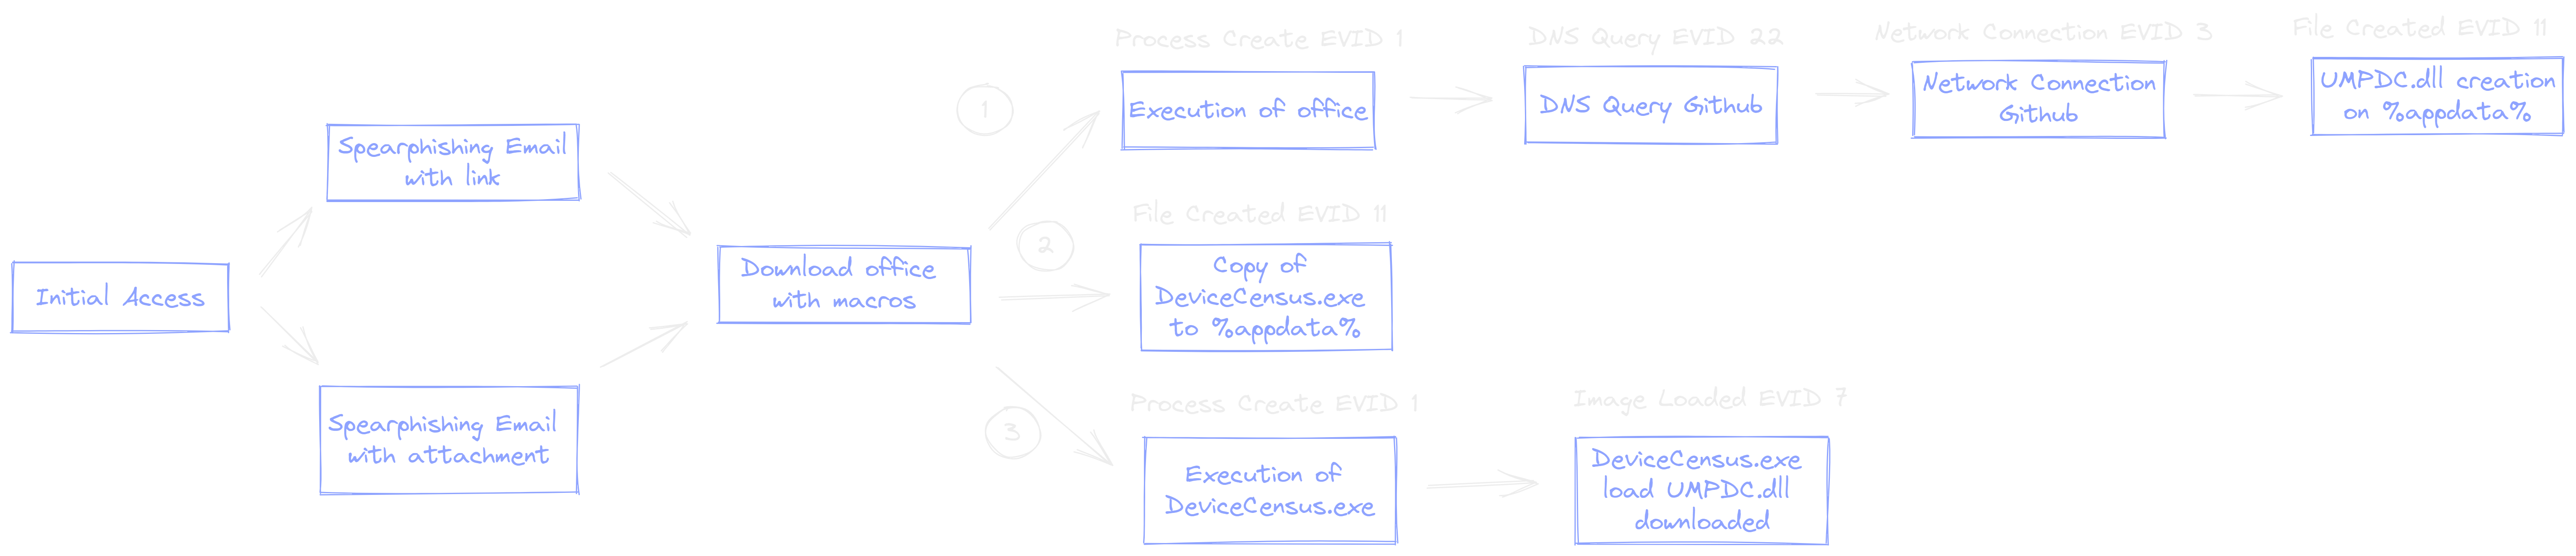 Initial Access
Spearphishing Email
with link
Spearphishing Email
with attachment
Download office
with macros
1
Process Create EVID 1
Execution of office
DNS Query EVID 22
DNS Query Github
Network Connection EVID 3
Network Connection
Github
File Created EVID 11
UMPDC.dll creation
on %appdata%
2
File Created EVID 11
Copy of
DeviceCensus.exe
to %appdata%
3
Process Create EVID 1
Execution of
DeviceCensus.exe
Image Loaded EVID 7
DeviceCensus.exe
load UMPDC.dll
downloaded